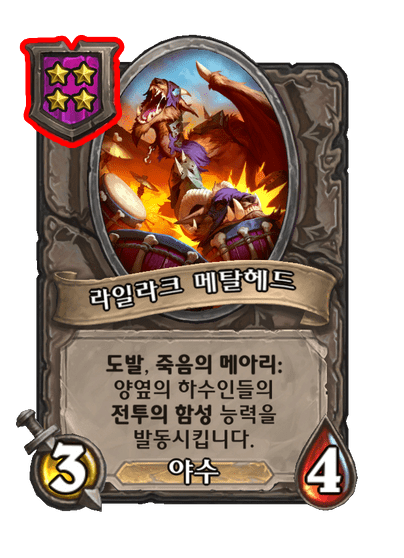 라일라크 메탈헤드
도발, 죽음의 메아리:
양옆의 하수인들의
전투의 함성 능력을
발동시킵니다.
3
야수
4